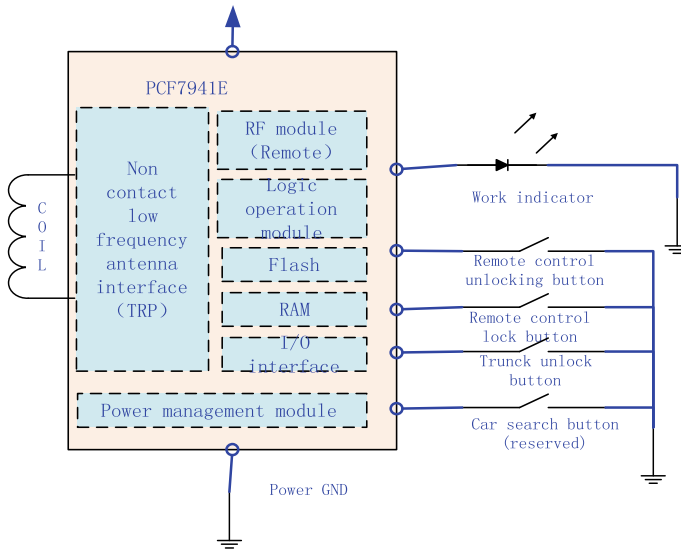 PCF7941E
Non
contact
low
frequency
antenna
interface
(TRP)
RF module
(Remote)
Logic
operation
module
Flash
RAM
I/O
interface
Power management module
COIL
Work indicator
Remote control
unlocking button
Remote control
lock button
Trunck unlock
button
Car search button
(reserved)
Power GND